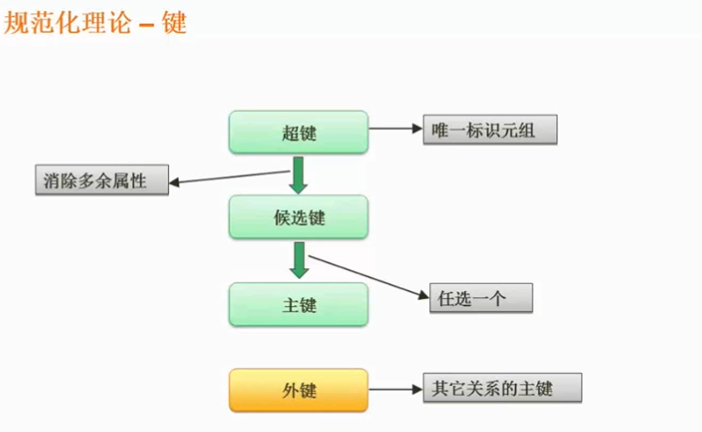 规范化理论 – 键
超键
唯一标识元组
消除多余属性
候选键
任选一个
主键
外键
其它关系的主键